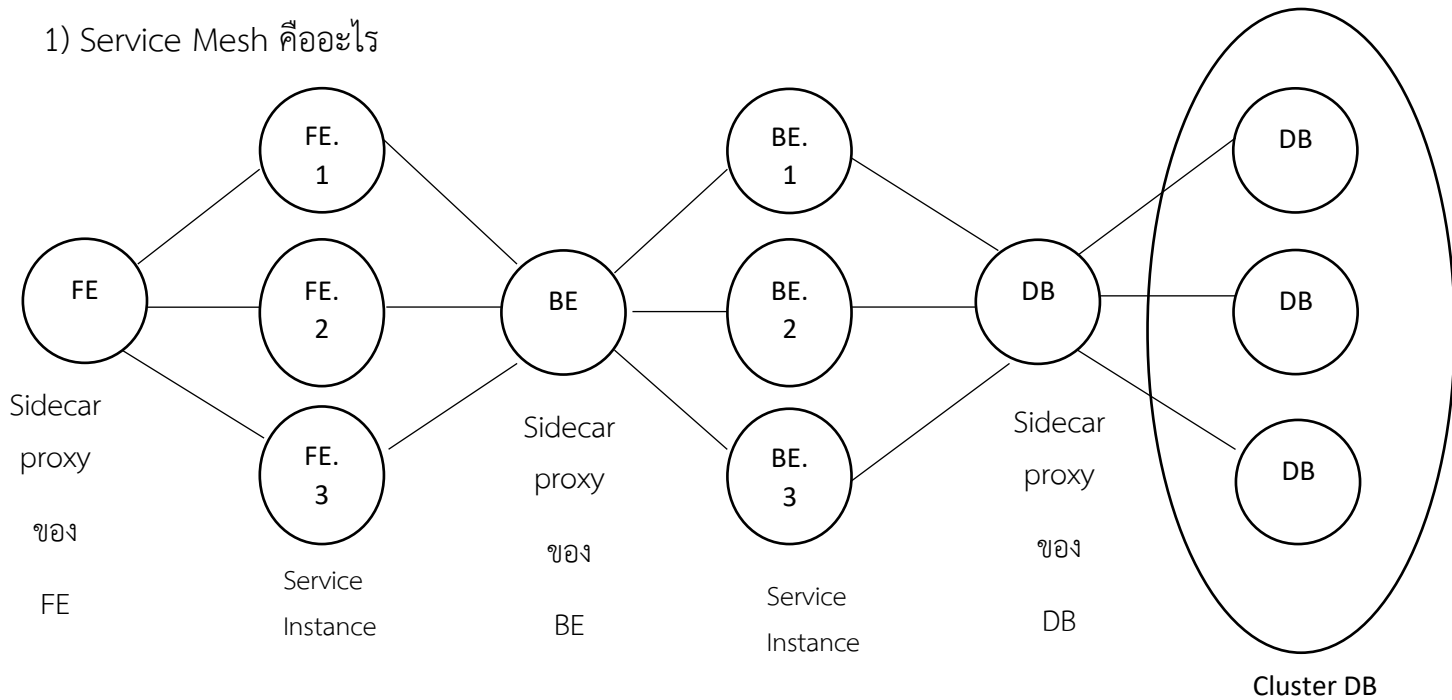 1) Service Mesh คืออะไร
FE
Sidecar
proxy
ของ
FE
FE.
1
FE.
2
FE.
3
Service
Instance
BE
Sidecar
proxy
ของ
BE
BE.
1
BE.
2
BE.
3
Service
Instance
DB
Sidecar
proxy
ของ
DB
DB
DB
DB
Cluster DB